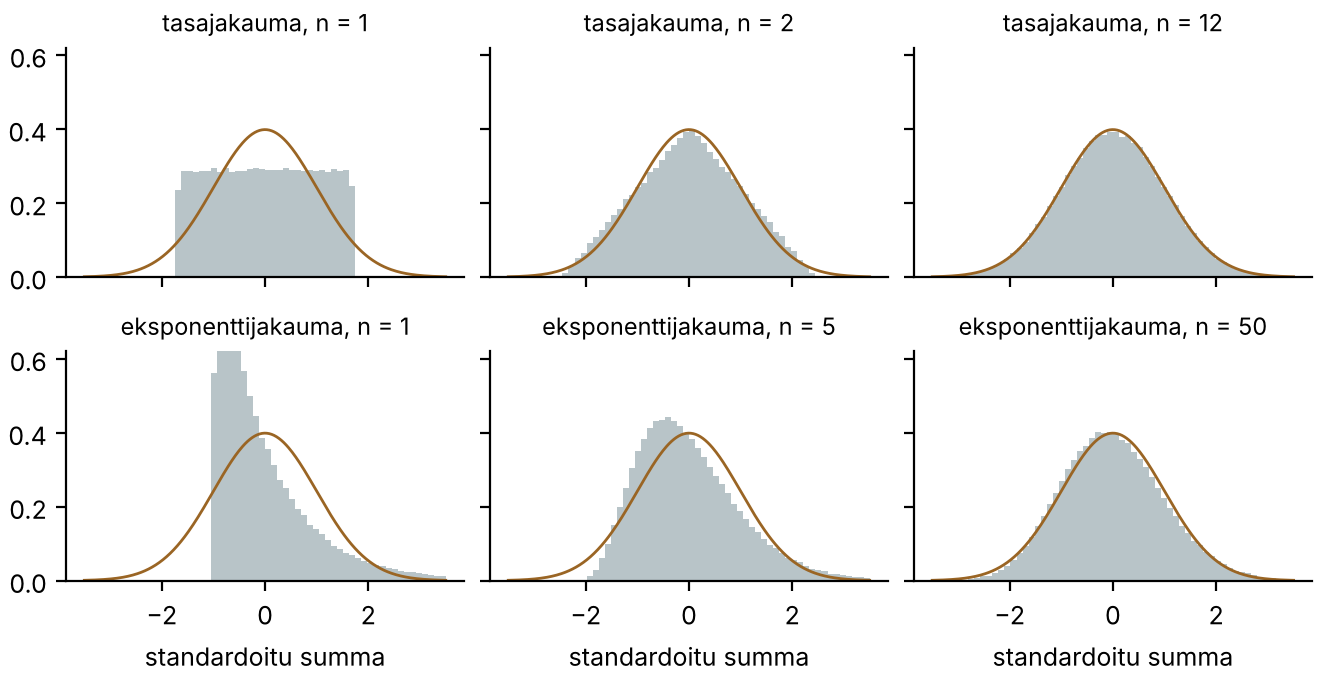 tasajakauma, n = 1
tasajakauma, n = 2
tasajakauma, n = 12
0.6
0.4
0.2
0.0
eksponenttijakauma, n = 1
eksponenttijakauma, n = 5
eksponenttijakauma, n = 50
0.6
0.4
0.2
0.0
−2 0 2
−2 0 2
−2 0 2
standardoitu summa
standardoitu summa
standardoitu summa